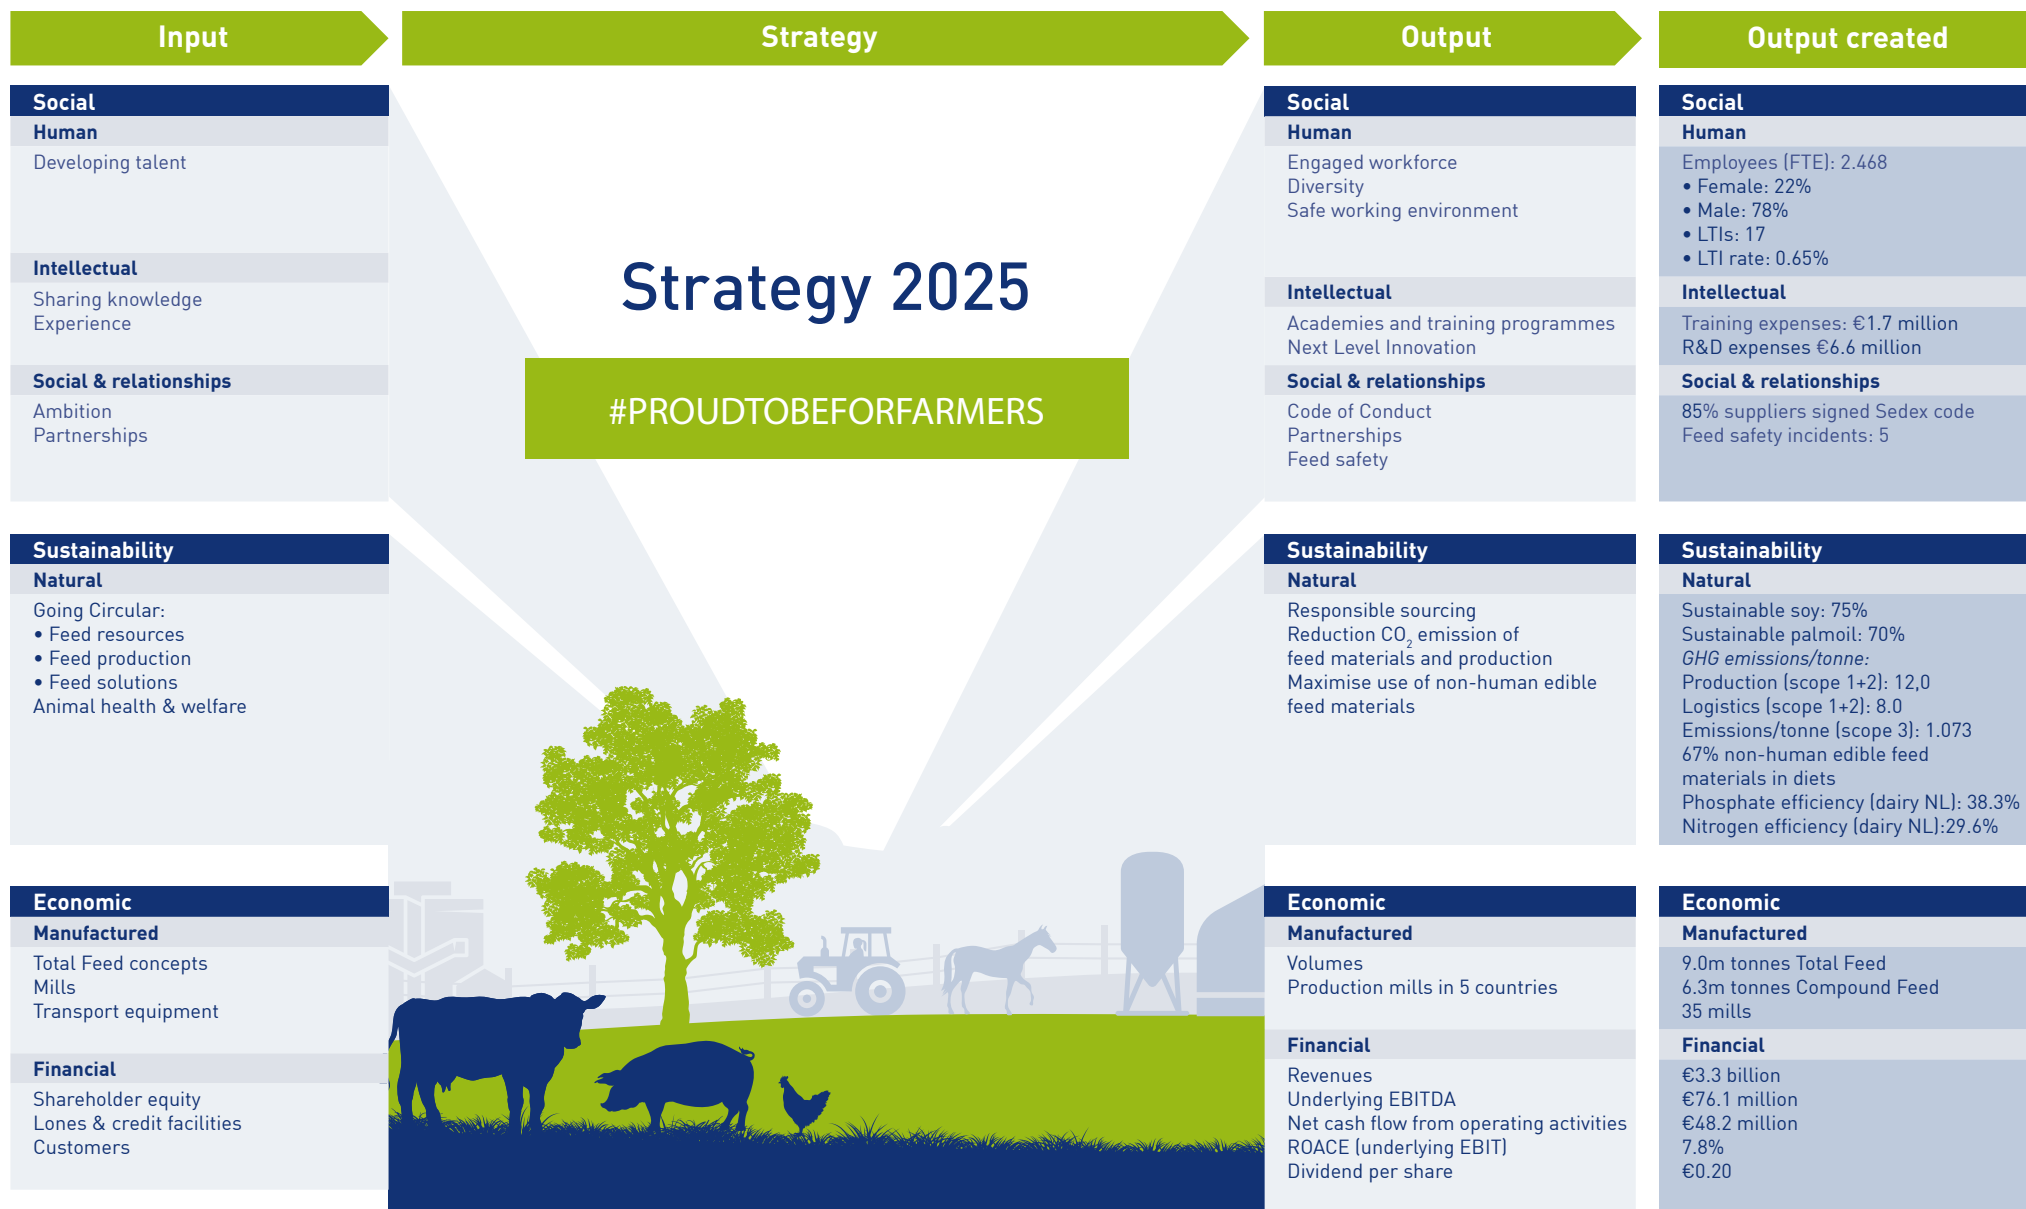 Input
Strategy
Output
Output created
Social
Human
Developing talent
Intellectual
Sharing knowledge
Experience
Social & relationships
Ambition
Partnerships
Sustainability
Natural
Going Circular:
• Feed resources
• Feed production
• Feed solutions
Animal health & welfare
Economic
Manufactured
Total Feed concepts
Mills
Transport equipment
Financial
Shareholder equity
Lones & credit facilities
Customers
Strategy 2025
#PROUDTOBEFORFARMERS
Social
Human
Engaged workforce
Diversity
Safe working environment
Intellectual
Academies and training programmes
Next Level Innovation
Social & relationships
Code of Conduct
Partnerships
Feed safety
Sustainability
Natural
Responsible sourcing
Reduction CO2 emission of
feed materials and production
Maximise use of non-human edible
feed materials
Economic
Manufactured
Volumes
Production mills in 5 countries
Financial
Revenues
Underlying EBITDA
Net cash flow from operating activities
ROACE (underlying EBIT)
Dividend per share
Social
Human
Employees (FTE): 2.468
• Female: 22%
• Male: 78%
• LTIs: 17
• LTI rate: 0.65%
Intellectual
Training expenses: €1.7 million
R&D expenses €6.6 million
Social & relationships
85% suppliers signed Sedex code
Feed safety incidents: 5
Sustainability
Natural
Sustainable soy: 75%
Sustainable palmoil: 70%
GHG emissions/tonne:
Production (scope 1+2): 12,0
Logistics (scope 1+2): 8.0
Emissions/tonne (scope 3): 1.073
67% non-human edible feed
materials in diets
Phosphate efficiency (dairy NL): 38.3%
Nitrogen efficiency (dairy NL):29.6%
Economic
Manufactured
9.0m tonnes Total Feed
6.3m tonnes Compound Feed
35 mills
Financial
€3.3 billion
€76.1 million
€48.2 million
7.8%
€0.20